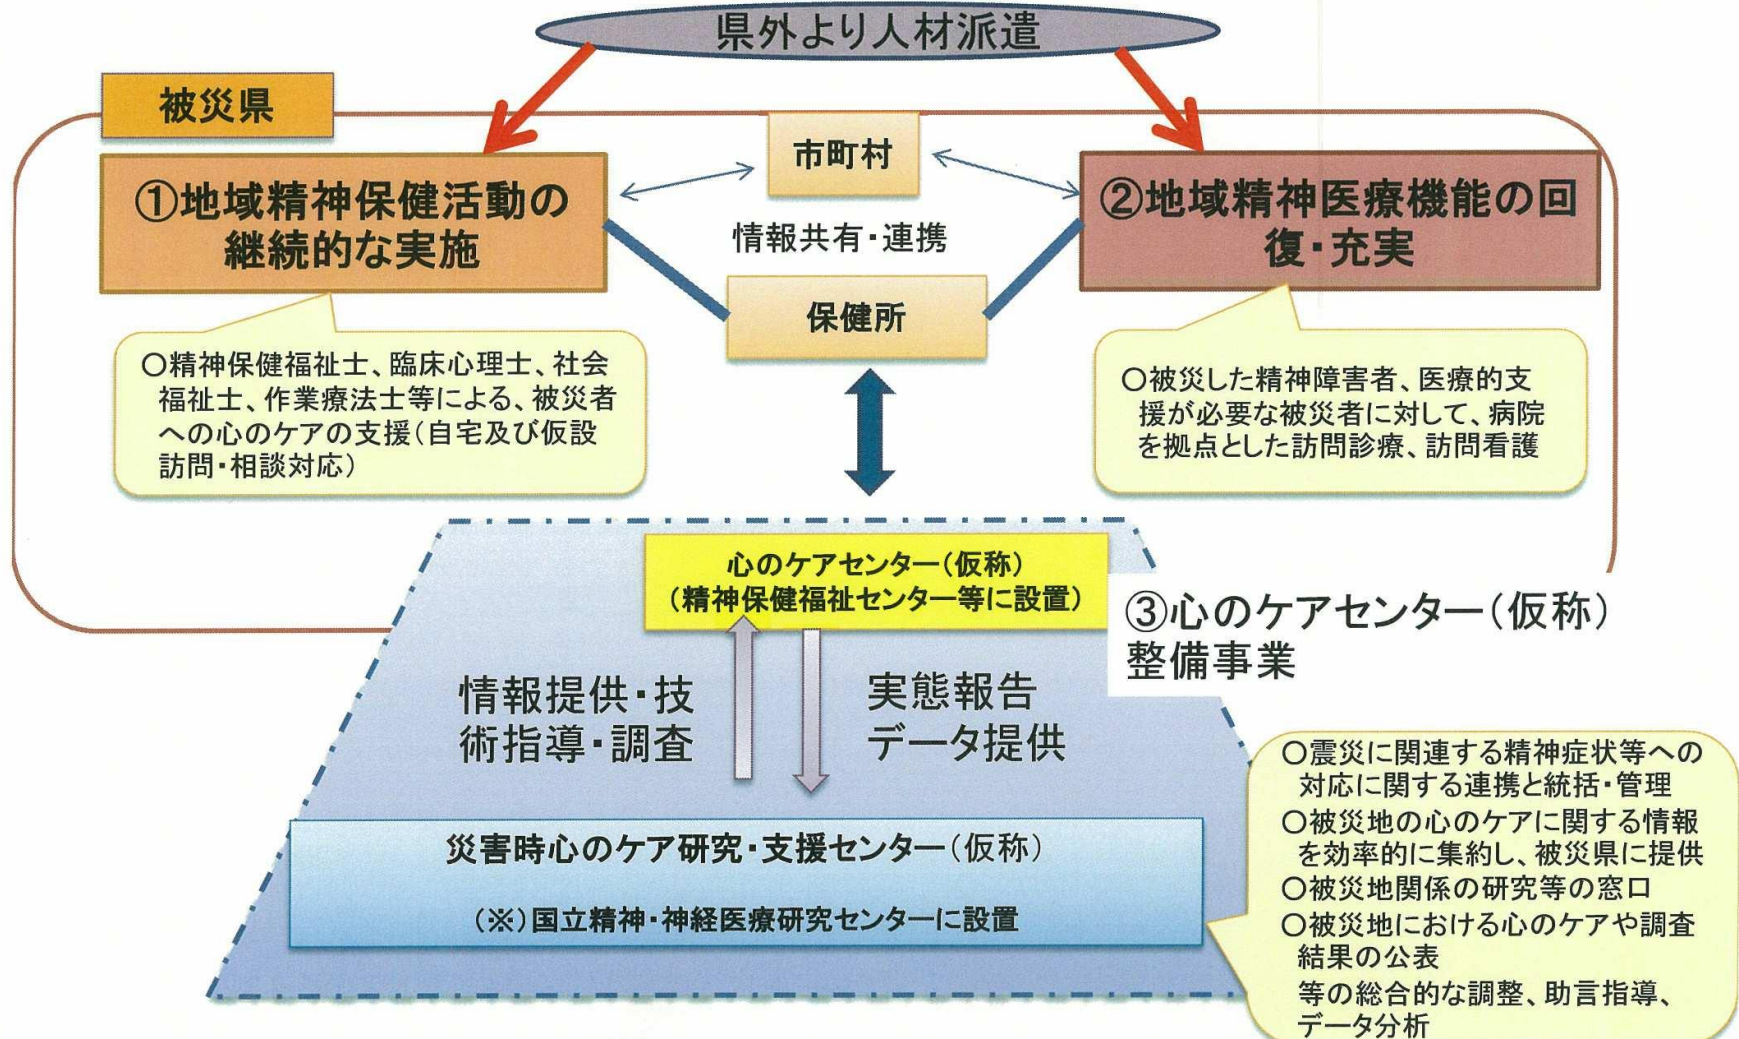 県外より人材派遣
被災県
市町村
①地域精神保健活動の
継続的な実施
②地域精神医療機能の回
復・充実
情報共有・連携
保健所
○精神保健福祉士、臨床心理士、社会
福祉士、作業療法士等による、被災者
への心のケアの支援(自宅及び仮設
訪問・相談対応)
○被災した精神障害者、医療的支
援が必要な被災者に対して、病院
を拠点とした訪問診療、訪問看護
心のケアセンター(仮称)
(精神保健福祉センター等に設置)
③心のケアセンター(仮称)
整備事業
情報提供・技
術指導・調査
実態報告
データ提供
災害時心のケア研究・支援センター(仮称)
(※)国立精神・神経医療研究センターに設置
○震災に関連する精神症状等への
対応に関する連携と統括・管理
○被災地の心のケアに関する情報
を効率的に集約し、被災県に提供
○被災地関係の研究等の窓口
○被災地における心のケアや調査
結果の公表
等の総合的な調整、助言指導、
データ分析